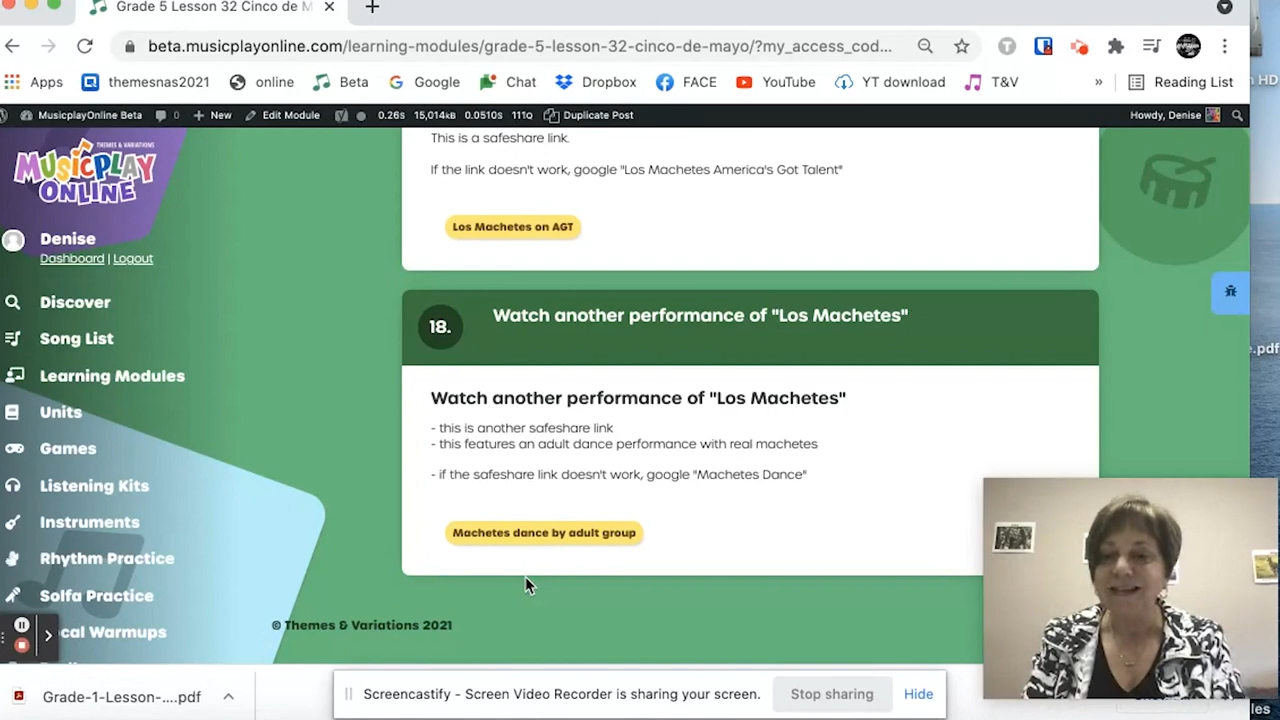 Grade 5 Lesson 32 Cinco de M
beta.musicplayonline.com/learning-modules/grade-5-lesson-32-cinco-de-mayo/?my_access_cod...
Apps themesnas2021 online Beta Google Chat Dropbox FACE YouTube YT download T&V » Reading List
MusicplayOnline Beta 0 New Edit Module 0.26S 15,014KB 0.0510S 111Q Duplicate Post Howdy, Denise
THEMES & VARIATIONS
MUSICPLAY
ONLINE
Denise
Dashboard | Logout
Discover
Song List
Learning Modules
Units
Games
Listening Kits
Instruments
Rhythm Practice
Solfa Practice
cal Warmups
This is a safeshare link.
If the link doesn't work, google "Los Machetes America's Got Talent"
Los Machetes on AGT
18.
Watch another performance of "Los Machetes"
Watch another performance of "Los Machetes"
- this is another safeshare link
- this features an adult dance performance with real machetes
- if the safeshare link doesn't work, google "Machetes Dance"
Machetes dance by adult group
© Themes & Variations 2021
HD
e.pdf
Grade-1-Lesson-....pdf
Screencastify - Screen Video Recorder is sharing your screen.
Stop sharing
Hide
les